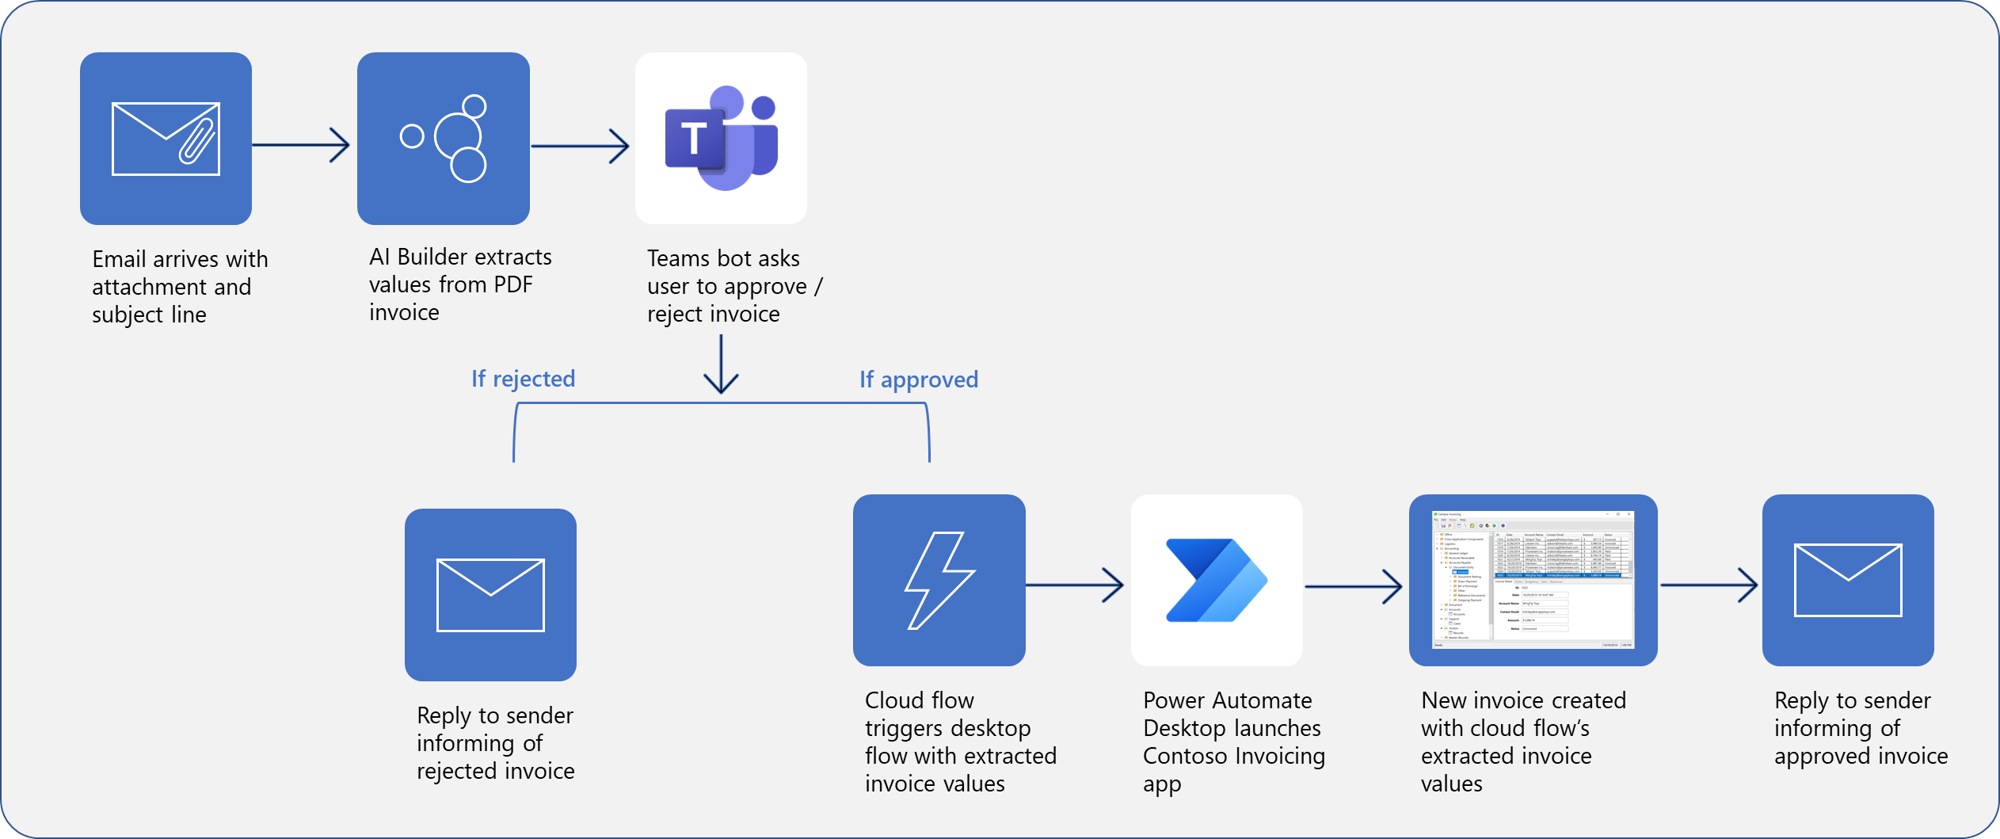 T
Email arrives with
attachment and
subject line
AI Builder extracts
values from PDF
invoice
Teams bot asks
user to approve /
reject invoice
If rejected
If approved
Reply to sender
informing of
rejected invoice
Cloud flow
triggers desktop
flow with extracted
invoice values
Power Automate
Desktop launches
Contoso Invoicing
app
New invoice created
with cloud flow’s
extracted invoice
values
Reply to sender
informing of
approved invoice